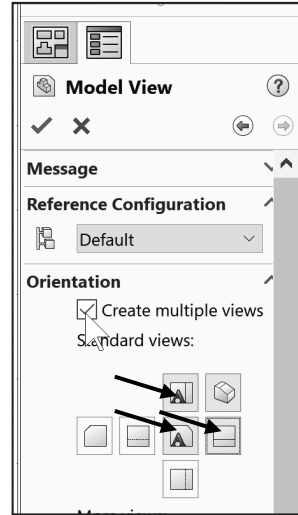 Model View
Message
Reference Configuration
Default
Orientation
Create multiple views
Standard views:
A
A